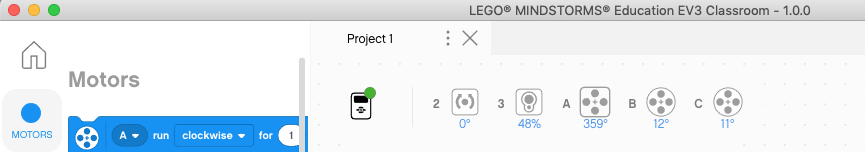 LEGO® MINDSTORMS® Education EV3 Classroom - 1.0.0
Project 1
Motors
2 3 A B C
0° 48% 359° 12° 11°
MOTORS
A run clockwise for 1